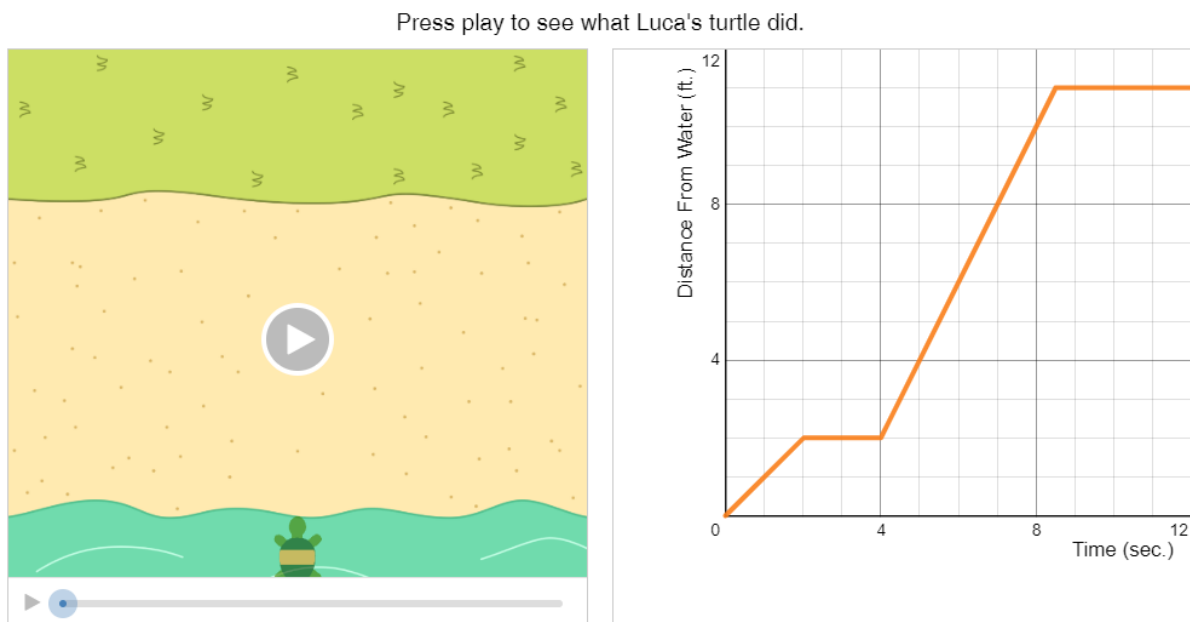 Press play to see what Luca's turtle did.
Distance From Water (ft.)
12
8
4
0
4
8
12
Time (sec.)